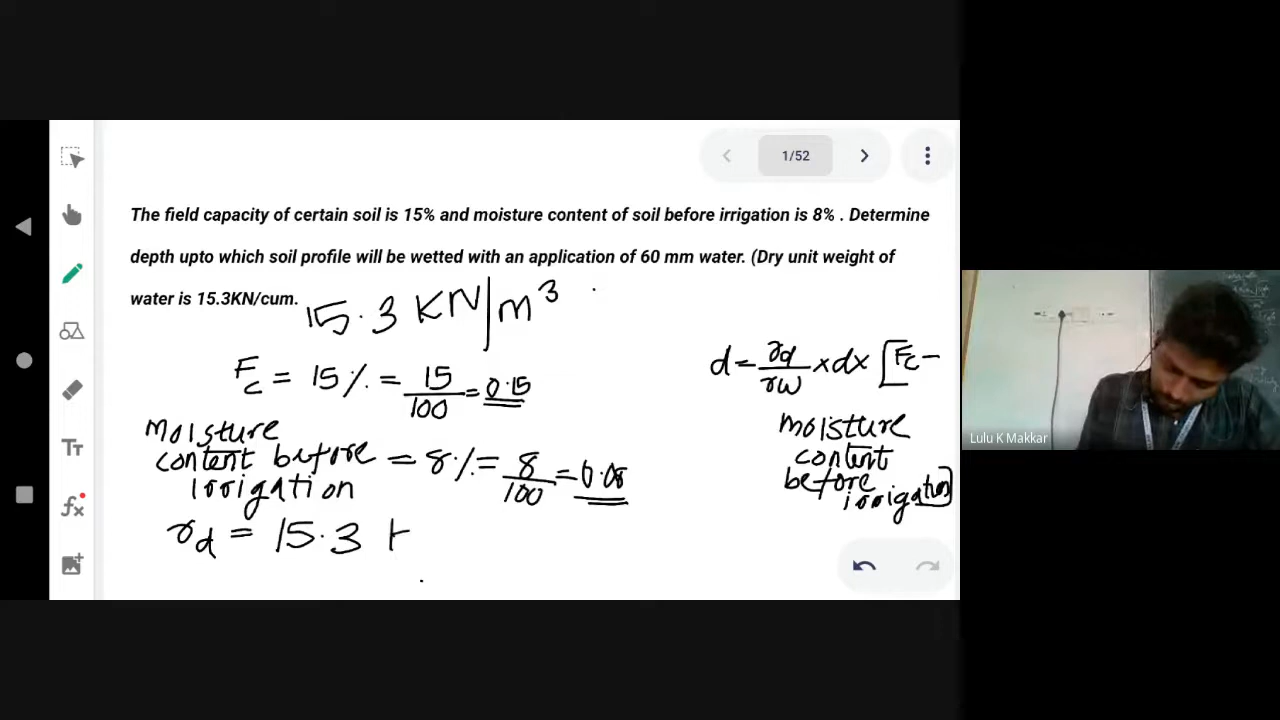 1/52
The field capacity of certain soil is 15% and moisture content of soil before irrigation is 8% . Determine
depth upto which soil profile will be wetted with an application of 60 mm water. (Dry unit weight of
water is 15.3KN/cum.
15.3 KN/m³
Fc = 15% = 15/100 = 0.15
moisture
content before = 8% = 8/100 = 0.08
irrigation
γd = 15.3 k
d = γd/γw × d × [Fc –
moisture
content
before
irrigation]
Tт
fx
Lulu K Makkar